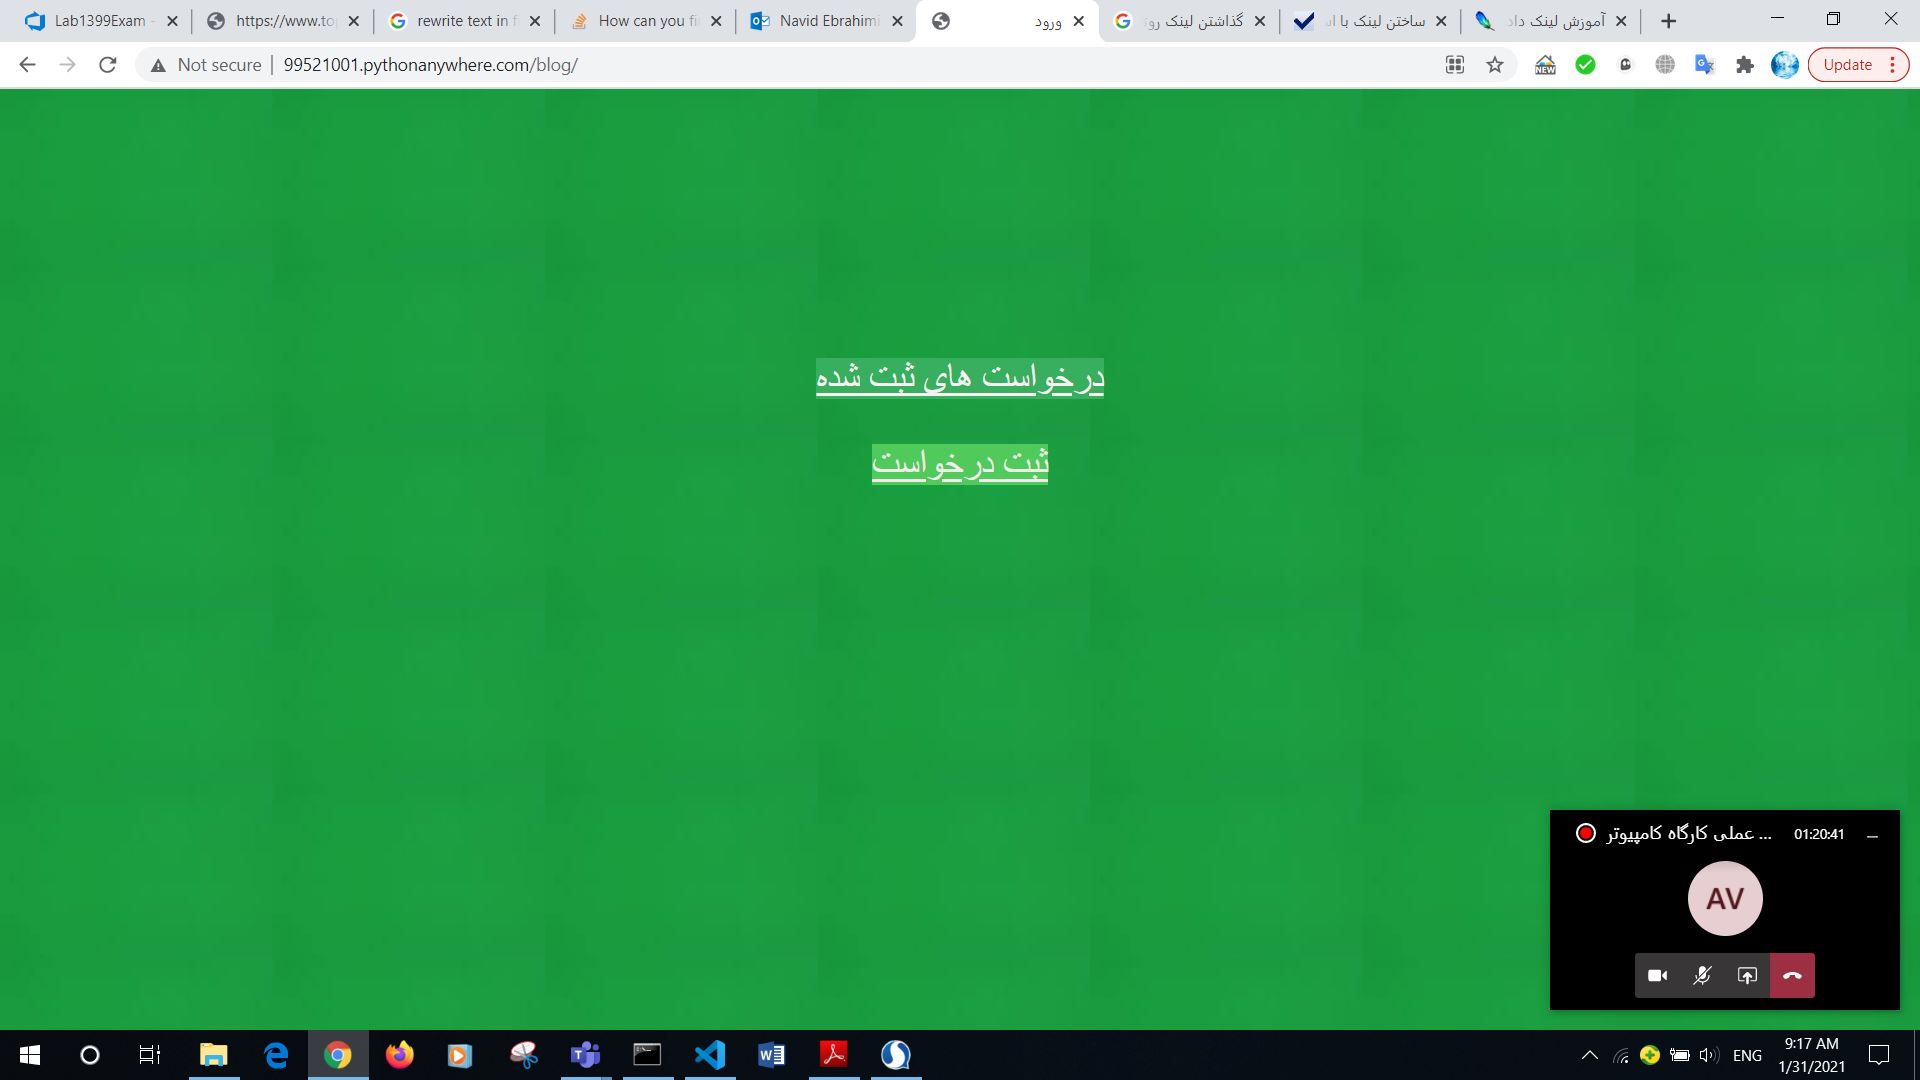 Lab1399Exam -
https://www.to
rewrite text in f
How can you fi
Navid Ebrahimi
ورود
گذاشتن لینک رو
ساختن لینک با
آموزش لینک داد
Not secure
99521001.pythonanywhere.com/blog/
NEW
Update
درخواست های ثبت شده
ثبت درخواست
... عملی کارگاه کامپیوتر
01:20:41
AV
ENG
9:17 AM
1/31/2021